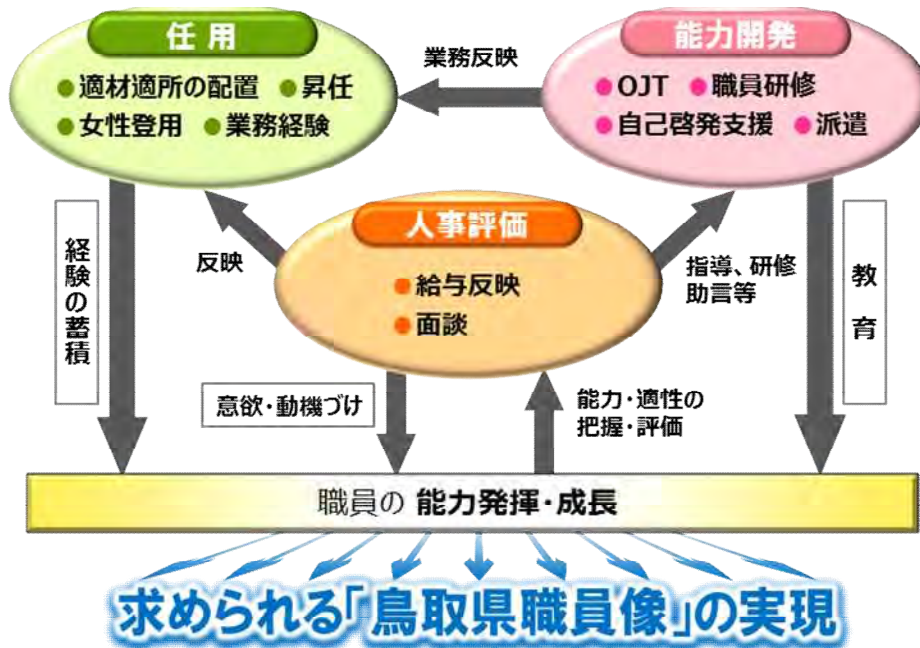 任用
●適材適所の配置 ●昇任
●女性登用 ●業務経験
業務反映
能力開発
●OJT ●職員研修
●自己啓発支援 ●派遣
人事評価
●給与反映
●面談
反映
指導、研修
助言等
経験の蓄積
教育
意欲・動機づけ
能力・適性の
把握・評価
職員の 能力発揮・成長
求められる「鳥取県職員像」の実現